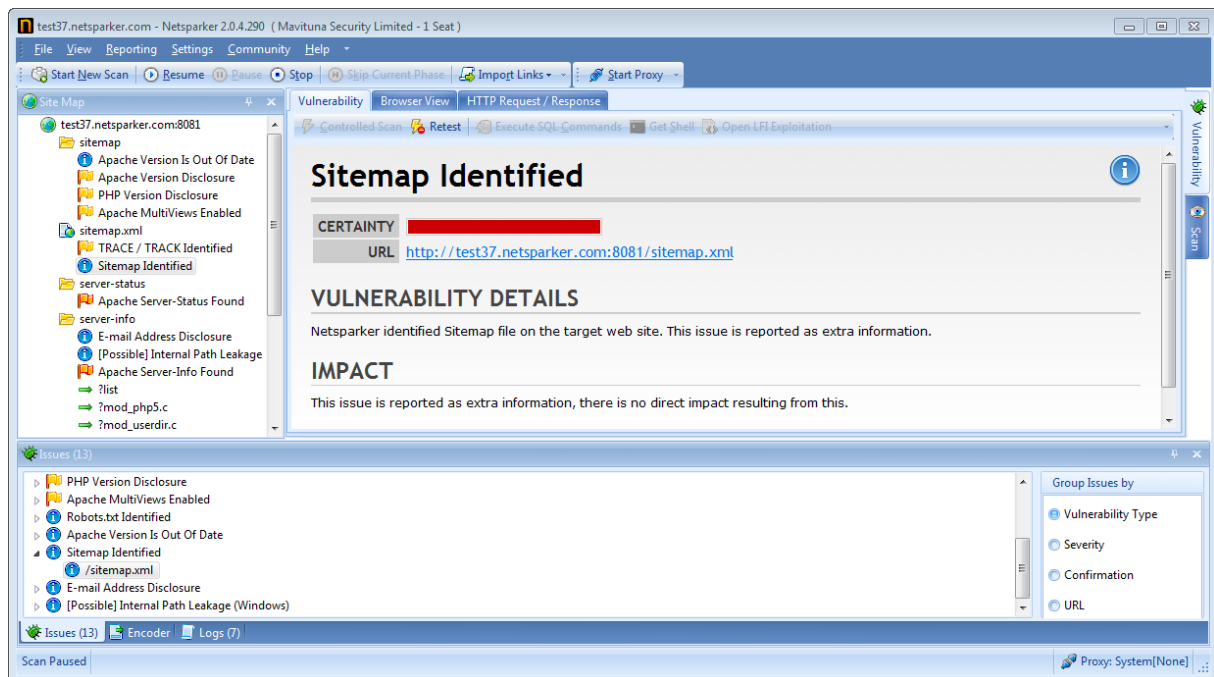 test37.netsparker.com - Netsparker 2.0.4.290 ( Mavituna Security Limited - 1 Seat )
File View Reporting Settings Community Help
Start New Scan Resume Pause Stop Skip Current Phase Import Links Start Proxy
Site Map
test37.netsparker.com:8081
sitemap
Apache Version Is Out Of Date
Apache Version Disclosure
PHP Version Disclosure
Apache MultiViews Enabled
sitemap.xml
TRACE / TRACK Identified
Sitemap Identified
server-status
Apache Server-Status Found
server-info
E-mail Address Disclosure
[Possible] Internal Path Leakage
Apache Server-Info Found
?list
?mod_php5.c
?mod_userdir.c
Vulnerability Browser View HTTP Request / Response
Controlled Scan Retest Execute SQL Commands Get Shell Open LFI Exploitation
Sitemap Identified
CERTAINTY
URL http://test37.netsparker.com:8081/sitemap.xml
VULNERABILITY DETAILS
Netsparker identified Sitemap file on the target web site. This issue is reported as extra information.
IMPACT
This issue is reported as extra information, there is no direct impact resulting from this.
Vulnerability
Scan
Issues (13)
PHP Version Disclosure
Apache MultiViews Enabled
Robots.txt Identified
Apache Version Is Out Of Date
Sitemap Identified
/sitemap.xml
E-mail Address Disclosure
[Possible] Internal Path Leakage (Windows)
Group Issues by
Vulnerability Type
Severity
Confirmation
URL
Issues (13) Encoder Logs (7)
Scan Paused
Proxy: System[None]